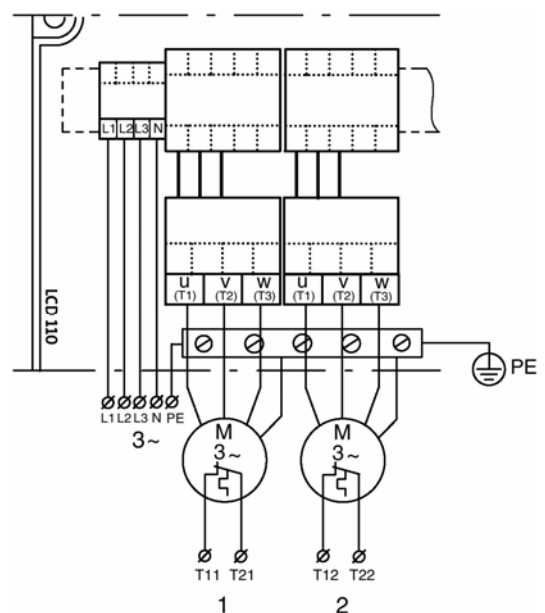 L1 L2 L3 N
u v w u v w
(T1) (T2) (T3) (T1) (T2) (T3)
LCD 110
PE
L1 L2 L3 N PE
3~
M M
3~ 3~
T11 T21 T12 T22
1 2